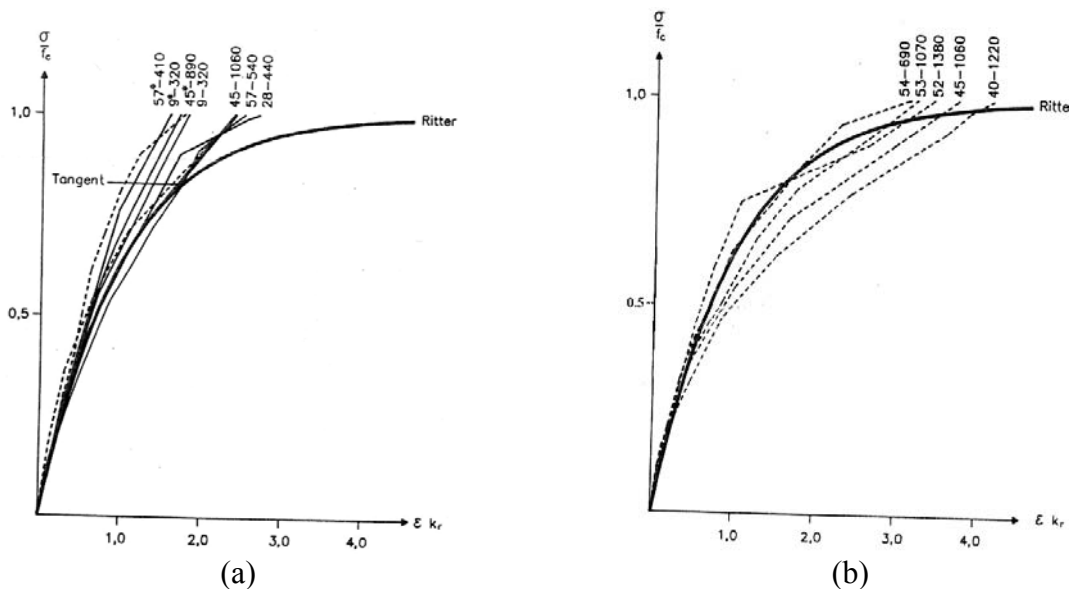 σ
f_c
57*-410
9*-320
45*-890
9-320
45-1060
57-540
28-440
1,0
Ritter
Tangent
0,5
1,0
2,0
3,0
4,0
ε k_r
(a)
σ
f_c
54-690
53-1070
52-1380
45-1060
40-1220
1,0
Ritte
0.5
1,0
2,0
3,0
4,0
ε k_r
(b)